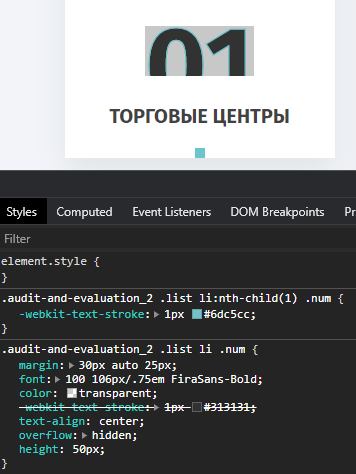 01
ТОРГОВЫЕ ЦЕНТРЫ
Styles Computed Event Listeners DOM Breakpoints Pr
Filter
element.style {
}
.audit-and-evaluation_2 .list li:nth-child(1) .num {
-webkit-text-stroke: 1px #6dc5cc;
}
.audit-and-evaluation_2 .list li .num {
margin: 30px auto 25px;
font: 100 106px/.75em FiraSans-Bold;
color: transparent;
-webkit-text-stroke: 1px #313131;
text-align: center;
overflow: hidden;
height: 50px;
}